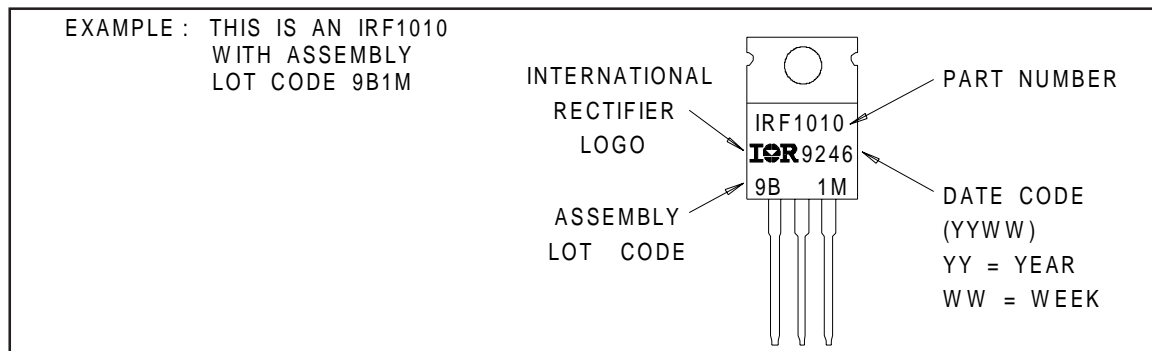 EXAMPLE : THIS IS AN IRF1010
WITH ASSEMBLY
LOT CODE 9B1M
INTERNATIONAL
RECTIFIER
LOGO
ASSEMBLY
LOT CODE
IRF1010
IOR 9246
9B 1M
PART NUMBER
DATE CODE
(YYWW)
YY = YEAR
WW = WEEK